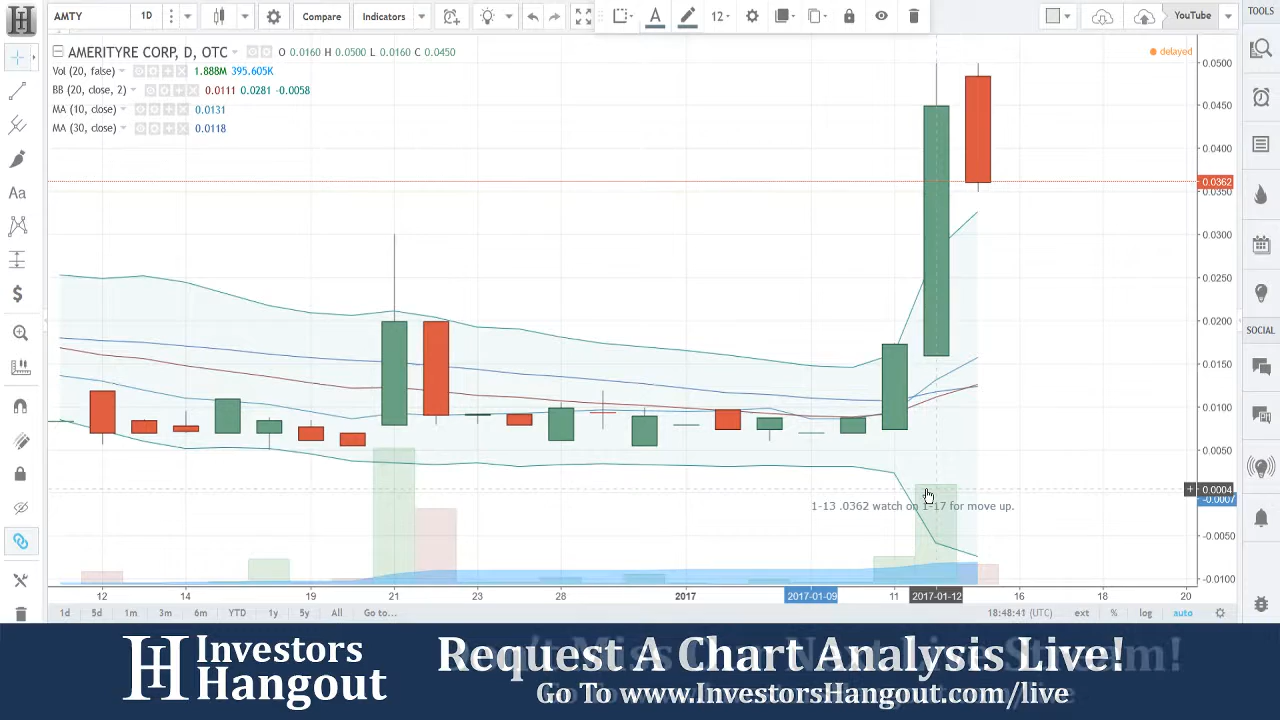 AMTY 1D Compare Indicators 12 YouTube TOOLS
AMERITYRE CORP, D, OTC O 0.0160 H 0.0500 L 0.0160 C 0.0450
delayed
Vol (20, false) 1.888M 395.605K
BB (20, close, 2) 0.0111 0.0281 -0.0058
MA (10, close) 0.0131
MA (30, close) 0.0118
0.0500
0.0450
0.0400
0.0362
0.0350
0.0300
0.0250
0.0200
0.0150
0.0100
0.0050
0.0004
-0.0007
-0.0050
-0.0100
Aa
$
SOCIAL
1-13 .0362 watch on 1-17 for move up.
12 14 19 21 23 28 2017 2017-01-09 11 2017-01-12 16 18 20
1d 5d 1m 3m 6m YTD 1y 5y All Go to... 18:48:41 (UTC) ext % log auto
Investors
Hangout
Request A Chart Analysis Live!
Go To www.InvestorsHangout.com/live